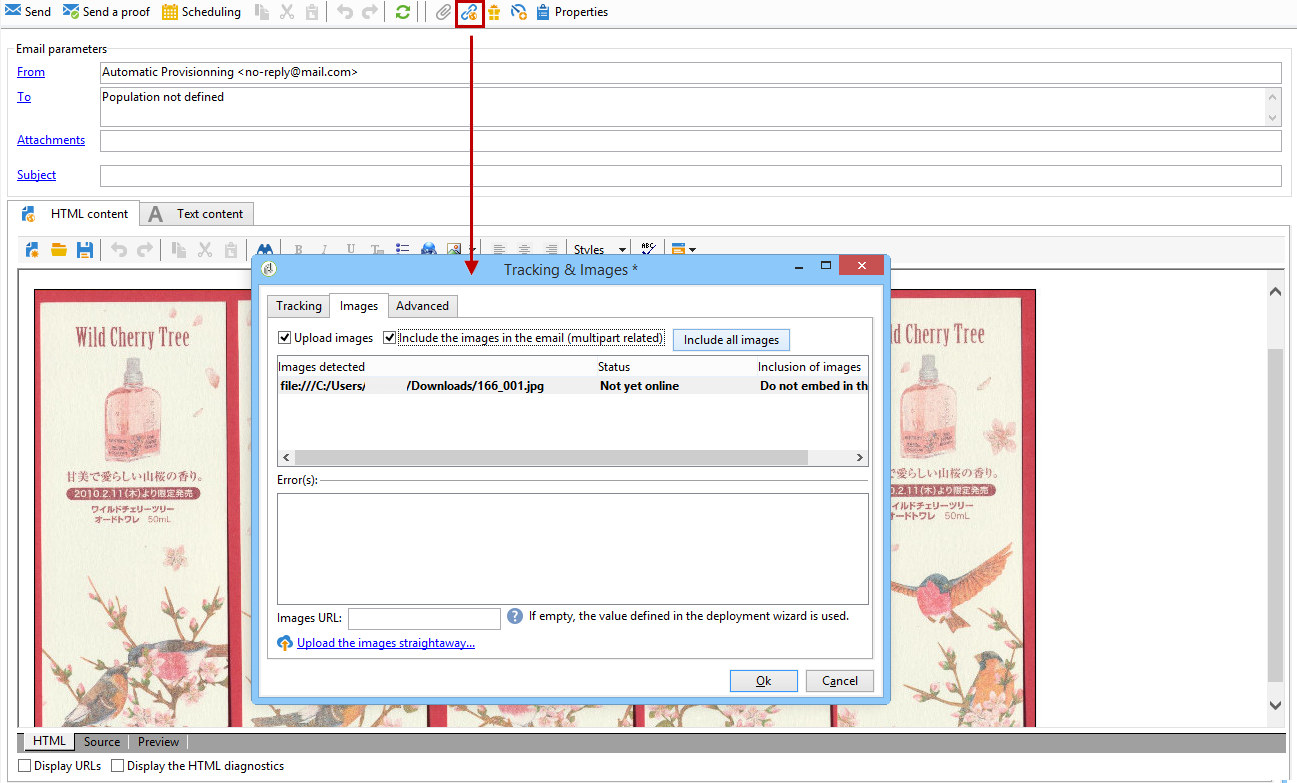 Send Send a proof Scheduling Properties
Email parameters
From Automatic Provisionning <no-reply@mail.com>
To Population not defined
Attachments
Subject
HTML content A Text content
B I U Styles ABC
Tracking & Images *
Tracking Images Advanced
Upload images Include the images in the email (multipart related) Include all images
Images detected Status Inclusion of images
file:///C:/Users/ /Downloads/166_001.jpg Not yet online Do not embed in th
Error(s):
Images URL: ? If empty, the value defined in the deployment wizard is used.
Upload the images straightaway...
Ok Cancel
Wild Cherry Tree
甘美で愛らしい山桜の香り。
2010.2.11(木)より限定発売
ワイルドチェリーツリー
オードトワレ 50mL
d Cherry Tree
愛らしい山桜の香り。
0.2.11(木)より限定発売
イルドチェリーツリー
ードトワレ 50mL
HTML Source Preview
Display URLs Display the HTML diagnostics